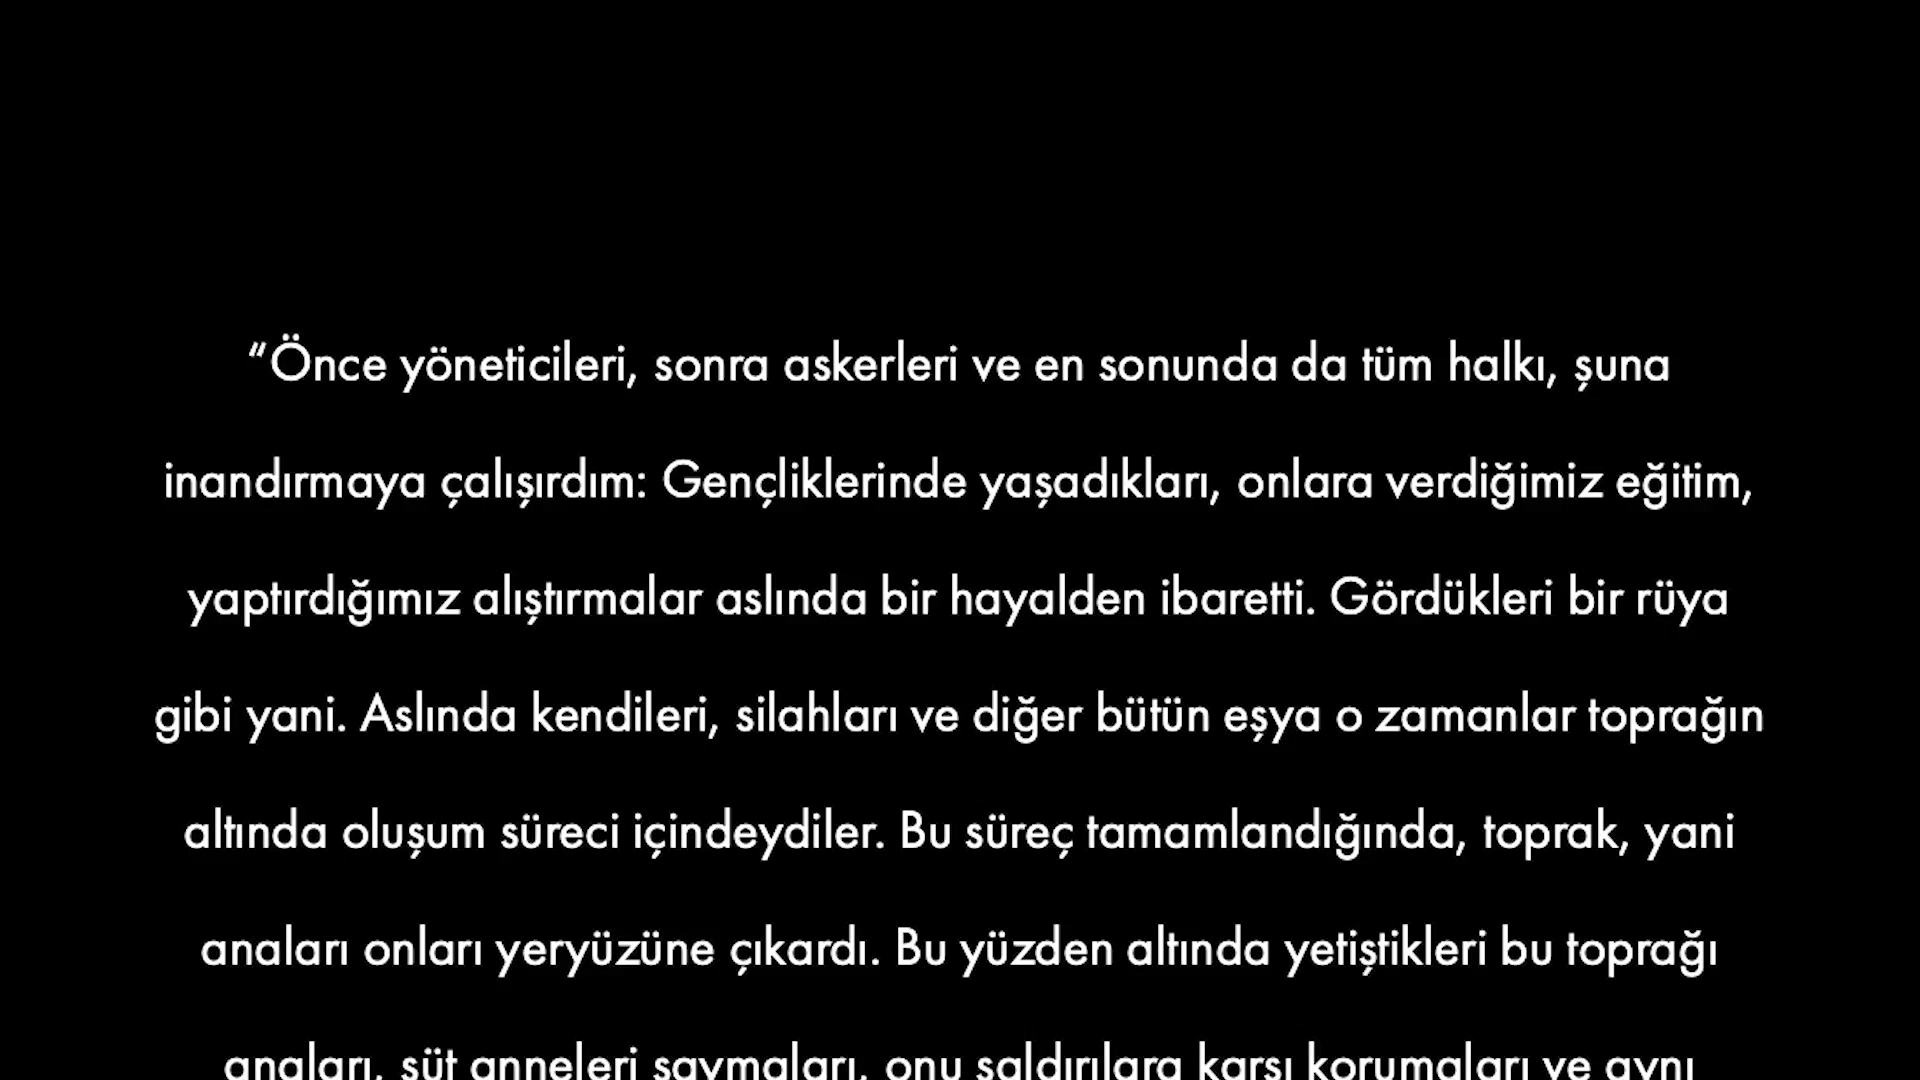 “Önce yöneticileri, sonra askerleri ve en sonunda da tüm halkı, şuna
inandırmaya çalışırdım: Gençliklerinde yaşadıkları, onlara verdiğimiz eğitim,
yaptırdığımız alıştırmalar aslında bir hayalden ibaretti. Gördükleri bir rüya
gibi yani. Aslında kendileri, silahları ve diğer bütün eşya o zamanlar toprağın
altında oluşum süreci içindeydiler. Bu süreç tamamlandığında, toprak, yani
anaları onları yeryüzüne çıkardı. Bu yüzden altında yetiştikleri bu toprağı
anaları, süt anneleri saymaları, onu saldırılara karşı korumaları ve aynı